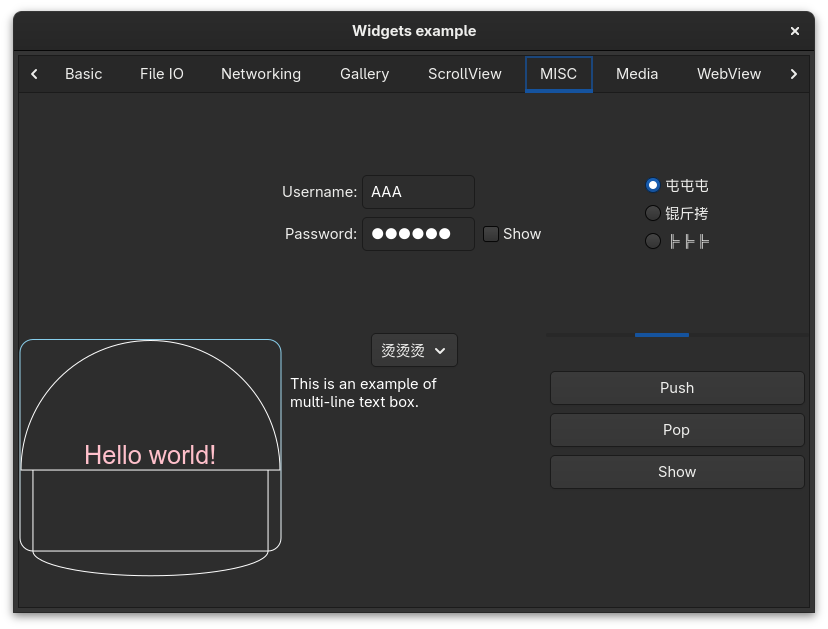 Widgets example
Basic File IO Networking Gallery ScrollView MISC Media WebView
Username: AAA
Password: ●●●●●● Show
屯屯屯
锟斤拷
╠╠╠
烫烫烫
This is an example of
multi-line text box.
Hello world!
Push
Pop
Show